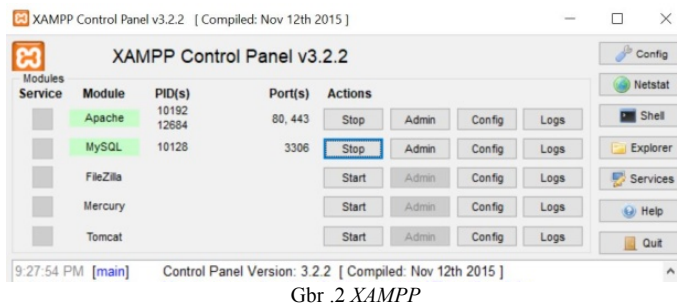 XAMPP Control Panel v3.2.2 [ Compiled: Nov 12th 2015 ]
XAMPP Control Panel v3.2.2
Config
Modules
Service Module PID(s) Port(s) Actions
Netstat
Apache 10192 12684 80, 443 Stop Admin Config Logs
Shell
MySQL 10128 3306 Stop Admin Config Logs
Explorer
FileZilla Start Admin Config Logs
Services
Mercury Start Admin Config Logs
Help
Tomcat Start Admin Config Logs
Quit
9:27:54 PM [main] Control Panel Version: 3.2.2 [ Compiled: Nov 12th 2015 ]
Gbr .2 XAMPP